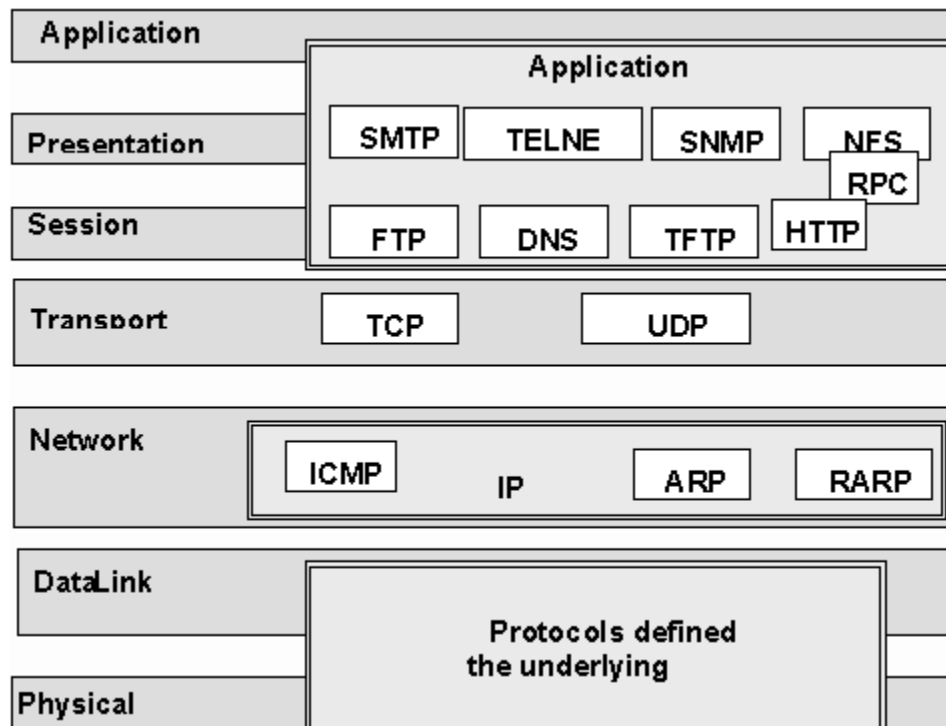 Application
Application
Presentation
SMTP
TELNE
SNMP
NFS
RPC
Session
FTP
DNS
TFTP
HTTP
Transport
TCP
UDP
Network
ICMP
IP
ARP
RARP
DataLink
Protocols defined
the underlying
Physical